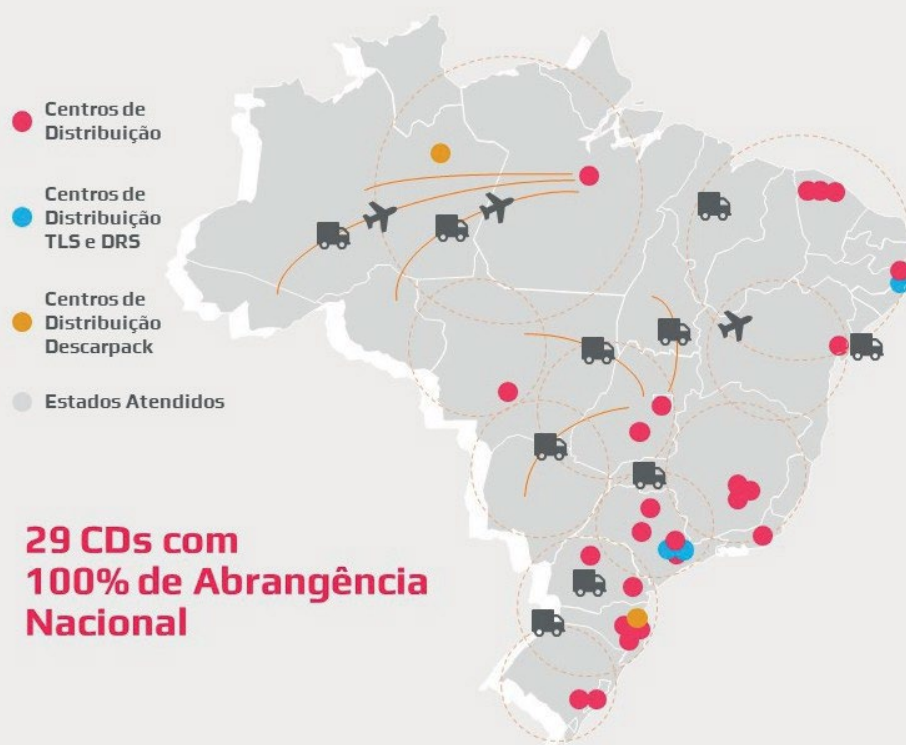 Centros de
Distribuição
Centros de
Distribuição
TLS e DRS
Centros de
Distribuição
Descarpack
Estados Atendidos
29 CDs com
100% de Abrangência
Nacional